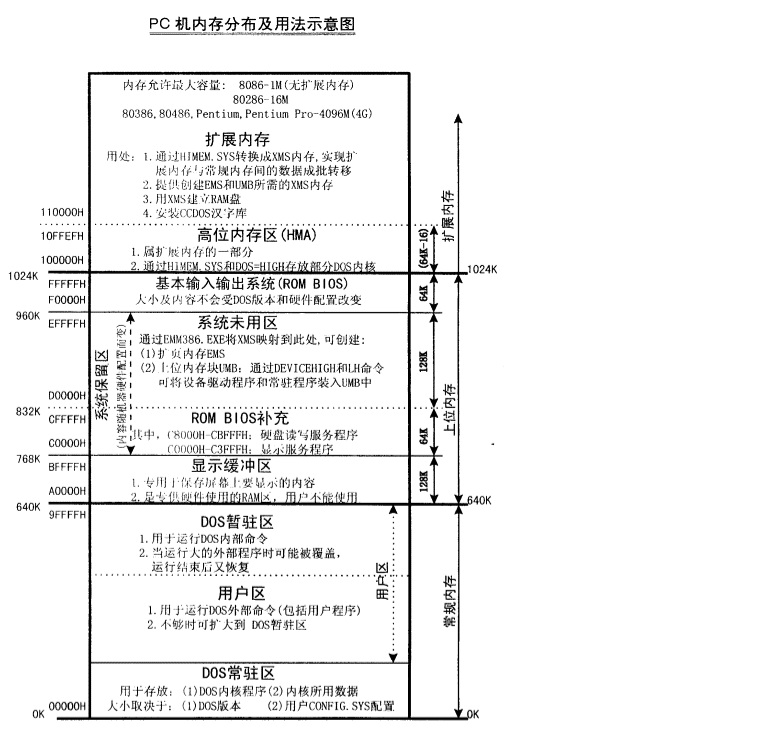 PC 机内存分布及用法示意图
内存允许最大容量: 8086-1M(无扩展内存)
80286-16M
80386,80486,Pentium,Pentium Pro-4096M(4G)
扩展内存
用处: 1.通过HIMEM.SYS转换成XMS内存,实现扩
展内存与常规内存间的数据成批转移
2.提供创建EMS和UMB所需的XMS内存
3.用XMS建立RAM盘
4.安装CCDOS汉字库
110000H
扩展内存
高位内存区(HMA)
10FFEFH
1.属扩展内存的一部分
2.通过HIMEM.SYS和DOS=HIGH存放部分DOS内核
100000H
(64K-16)
1024K
1024K
基本输入输出系统(ROM BIOS)
FFFFFH
大小及内容不会受DOS版本和硬件配置改变
F0000H
64K
960K
系统未用区
EFFFFH
通过EMM386.EXE将XMS映射到此处,可创建:
(1)扩页内存EMS
(2)上位内存块UMB: 通过DEVICEHIGH和LH命令
可将设备驱动程序和常驻程序装入UMB中
D0000H
128K
系统保留区
(内容随机器硬件配置而变)
上位内存
832K
ROM BIOS补充
CFFFFH
其中, C8000H-CBFFFH: 硬盘读写服务程序
C0000H-C3FFFH: 显示服务程序
C0000H
64K
768K
显示缓冲区
BFFFFH
1.专用于保存屏幕上要显示的内容
2.是专供硬件使用的RAM区, 用户不能使用
A0000H
128K
640K
640K
9FFFFH
DOS暂驻区
1.用于运行DOS内部命令
2.当运行大的外部程序时可能被覆盖,
运行结束后又恢复
用户区
用户区
1.用于运行DOS外部命令(包括用户程序)
2.不够时可扩大到 DOS暂驻区
常规内存
DOS常驻区
用于存放: (1)DOS内核程序(2)内核所用数据
大小取决于: (1)DOS版本 (2)用户CONFIG.SYS配置
00000H
0K
0K